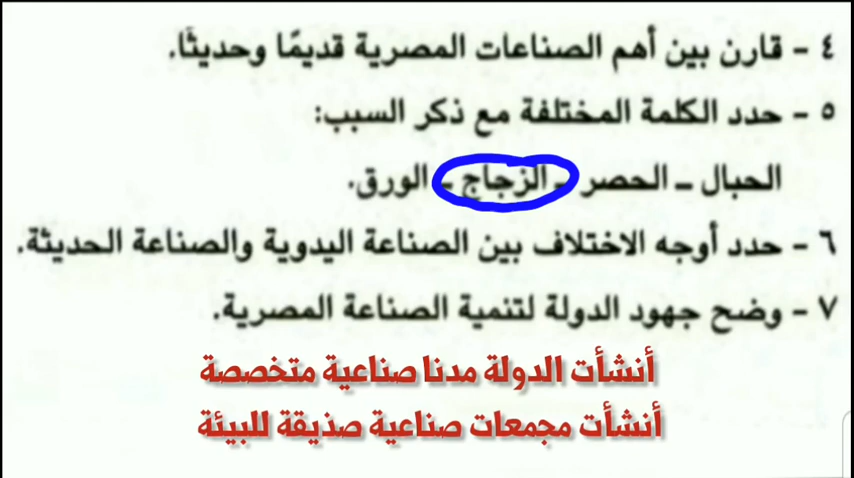 ٤ - قارن بين أهم الصناعات المصرية قديمًا وحديثًا.
٥ - حدد الكلمة المختلفة مع ذكر السبب:
الحبال - الحصر - الزجاج - الورق.
٦ - حدد أوجه الاختلاف بين الصناعة اليدوية والصناعة الحديثة.
٧ - وضح جهود الدولة لتنمية الصناعة المصرية.
أنشأت الدولة مدنا صناعية متخصصة
أنشأت مجمعات صناعية صذيقة للبيئة